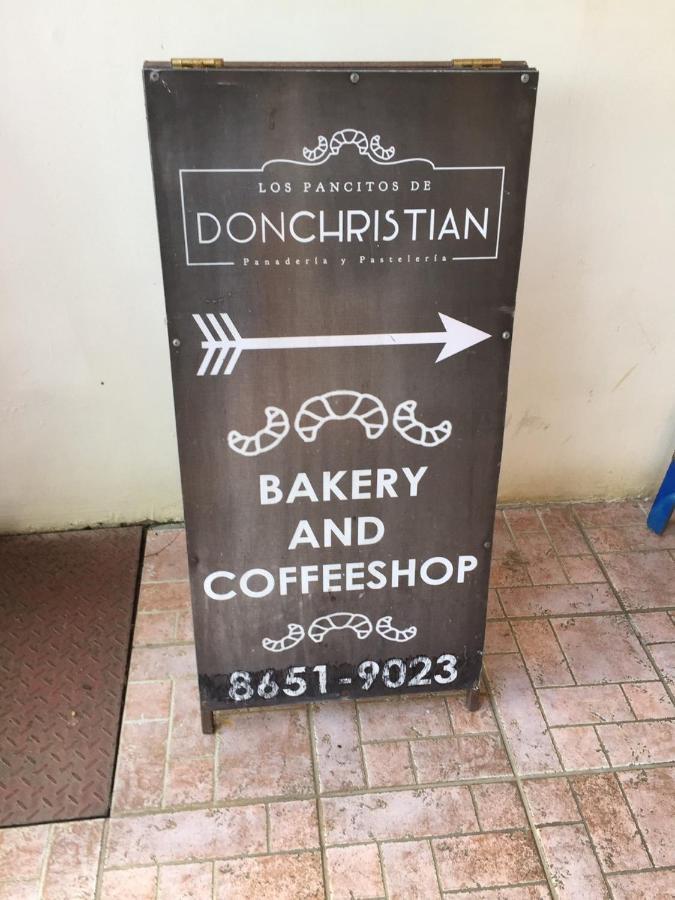 LOS PANCITOS DE
DONCHRISTIAN
Panadería y Pastelería
BAKERY
AND
COFFEESHOP
8651-9023